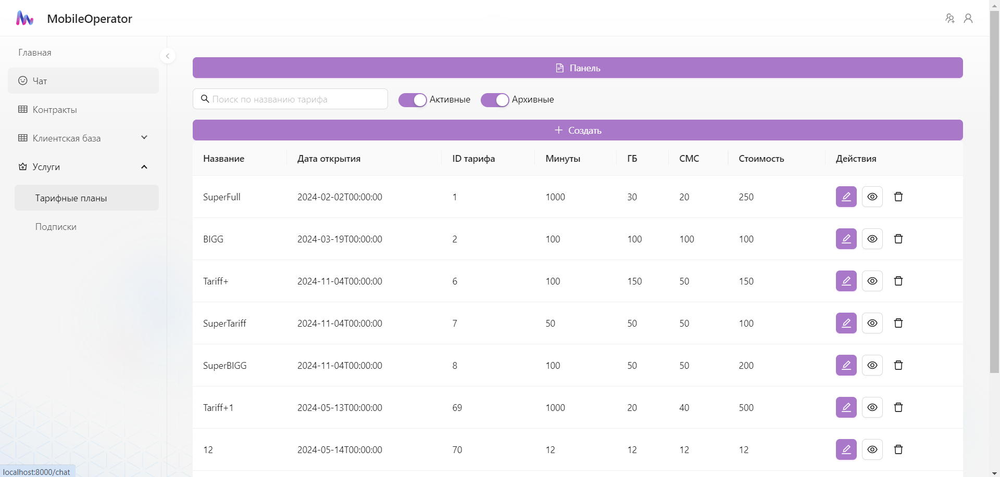 MobileOperator
Главная
Чат
Контракты
Клиентская база
Услуги
Тарифные планы
Подписки
Панель
Поиск по названию тарифа
Активные
Архивные
+ Создать
Название Дата открытия ID тарифа Минуты ГБ СМС Стоимость Действия
SuperFull 2024-02-02T00:00:00 1 1000 30 20 250
BIGG 2024-03-19T00:00:00 2 100 100 100 100
Tariff+ 2024-11-04T00:00:00 6 100 150 50 150
SuperTariff 2024-11-04T00:00:00 7 50 50 50 100
SuperBIGG 2024-11-04T00:00:00 8 100 50 50 200
Tariff+1 2024-05-13T00:00:00 69 1000 20 40 500
12 2024-05-14T00:00:00 70 12 12 12 12
localhost:8000/chat